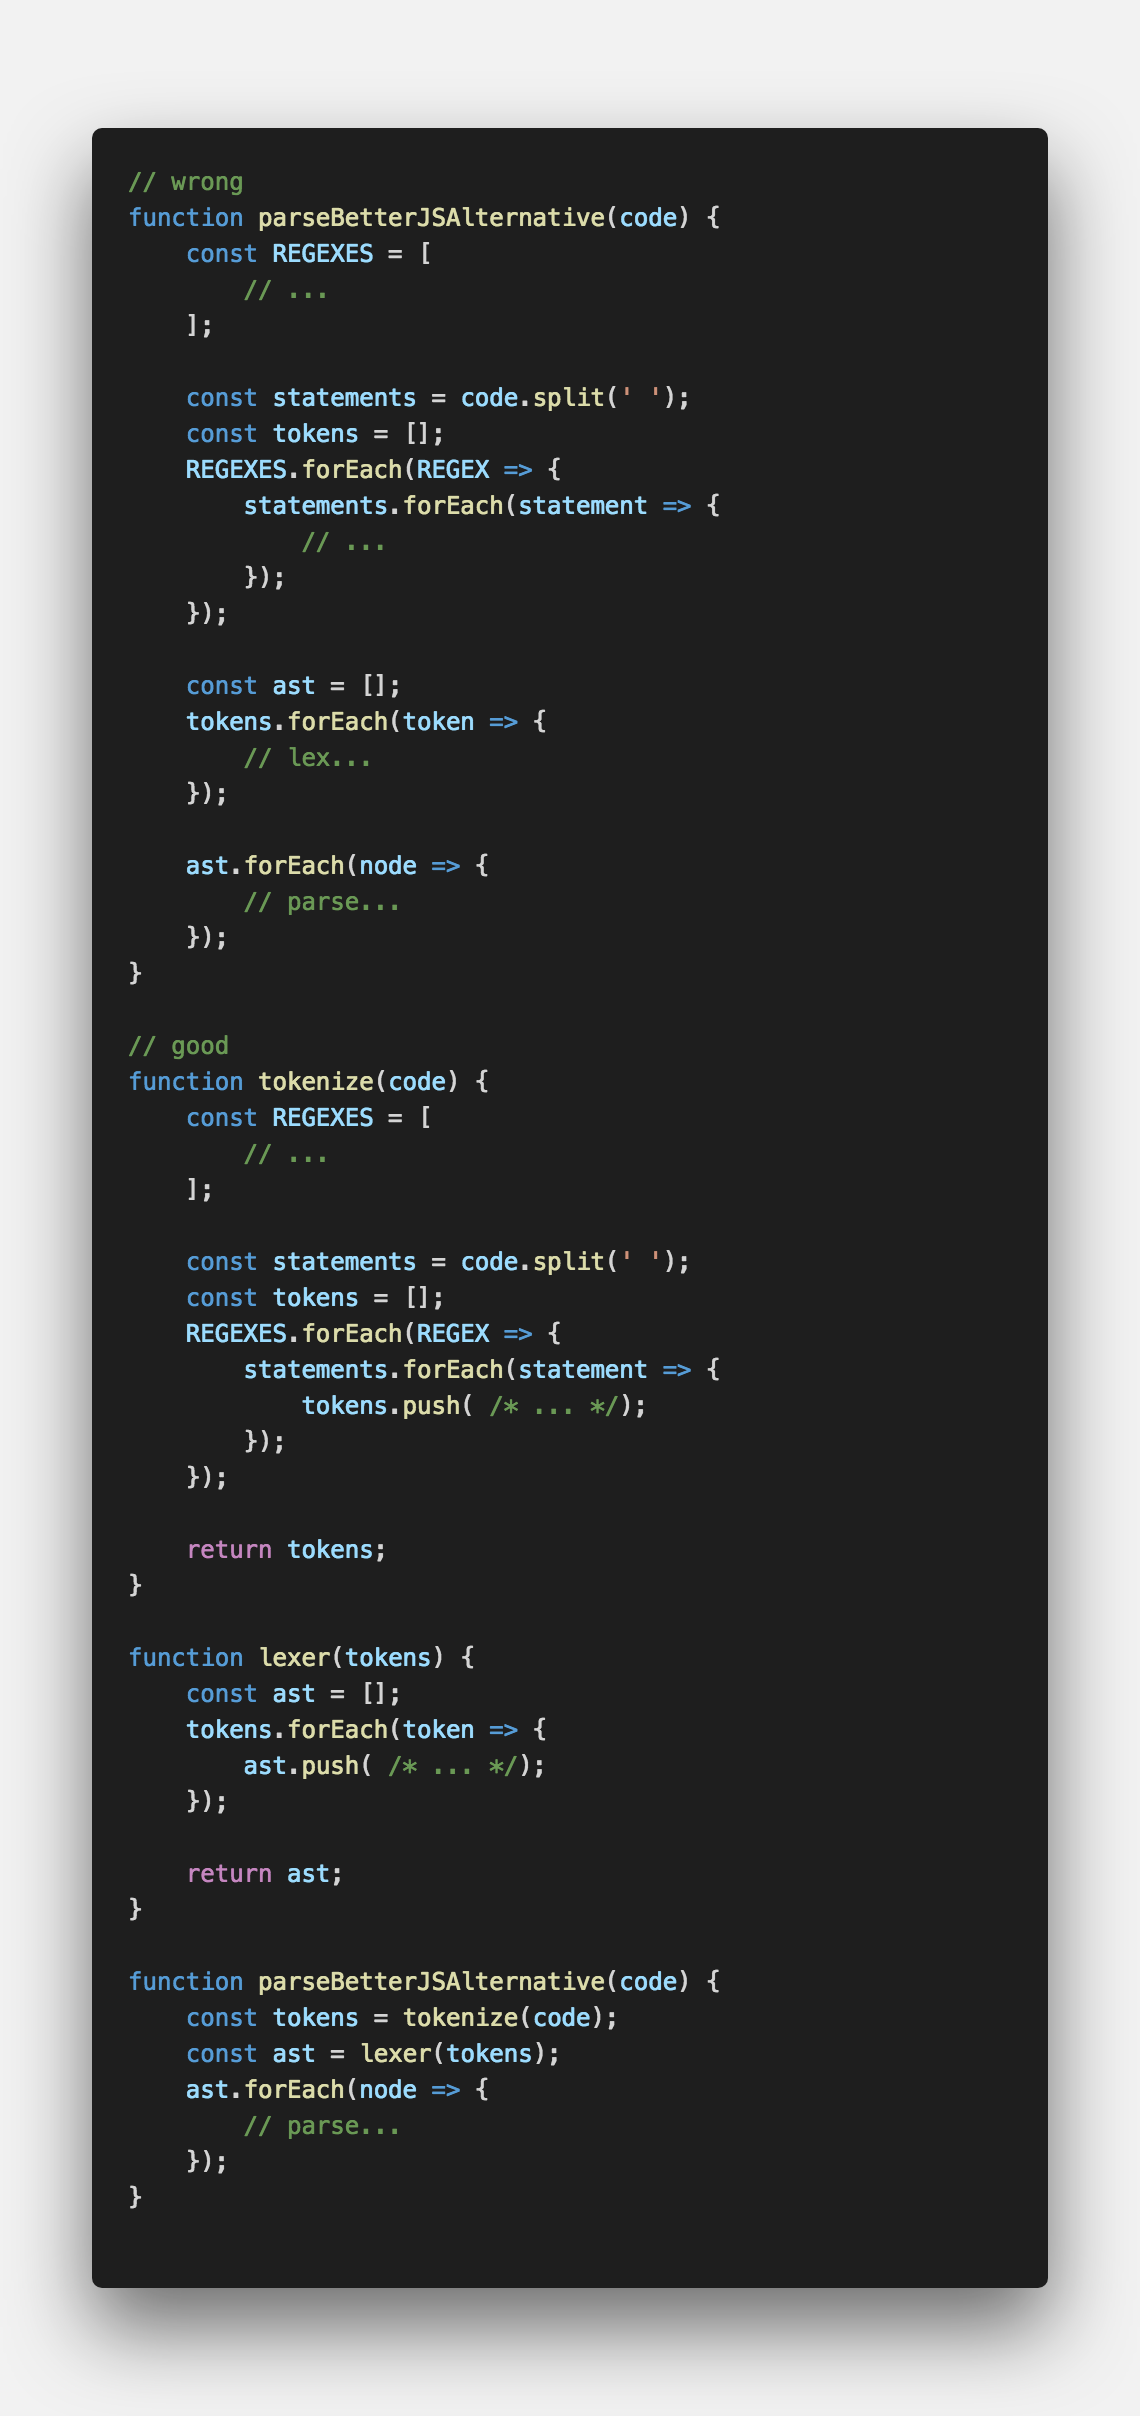 // wrong
function parseBetterJSAlternative(code) {
    const REGEXES = [
        // ...
    ];

    const statements = code.split(' ');
    const tokens = [];
    REGEXES.forEach(REGEX => {
        statements.forEach(statement => {
            // ...
        });
    });

    const ast = [];
    tokens.forEach(token => {
        // lex...
    });

    ast.forEach(node => {
        // parse...
    });
}

// good
function tokenize(code) {
    const REGEXES = [
        // ...
    ];

    const statements = code.split(' ');
    const tokens = [];
    REGEXES.forEach(REGEX => {
        statements.forEach(statement => {
            tokens.push( /* ... */);
        });
    });

    return tokens;
}

function lexer(tokens) {
    const ast = [];
    tokens.forEach(token => {
        ast.push( /* ... */);
    });

    return ast;
}

function parseBetterJSAlternative(code) {
    const tokens = tokenize(code);
    const ast = lexer(tokens);
    ast.forEach(node => {
        // parse...
    });
}